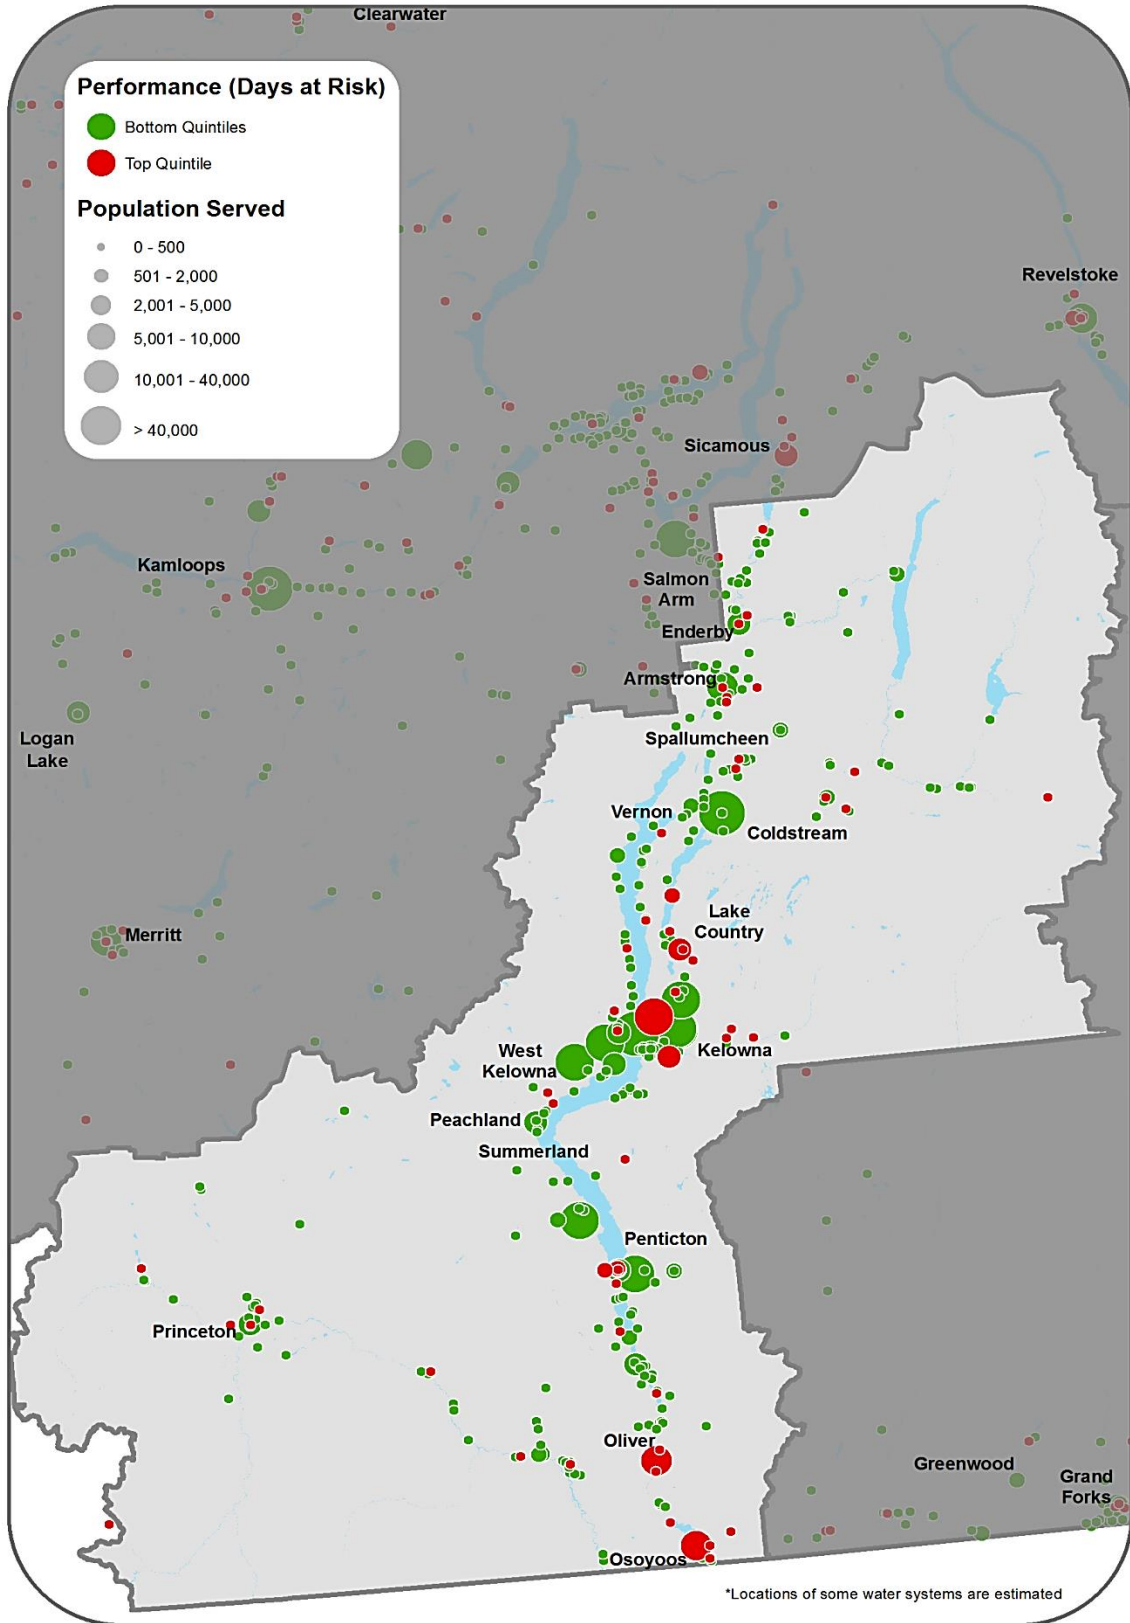 Clearwater
Performance (Days at Risk)
Bottom Quintiles
Top Quintile
Population Served
0 - 500
501 - 2,000
2,001 - 5,000
5,001 - 10,000
10,001 - 40,000
> 40,000
Revelstoke
Sicamous
Kamloops
Salmon
Arm
Enderby
Armstrong
Logan
Lake
Spallumcheen
Vernon
Coldstream
Lake
Country
Merritt
West
Kelowna
Kelowna
Peachland
Summerland
Penticton
Princeton
Oliver
Greenwood
Grand
Forks
Osoyoos
*Locations of some water systems are estimated